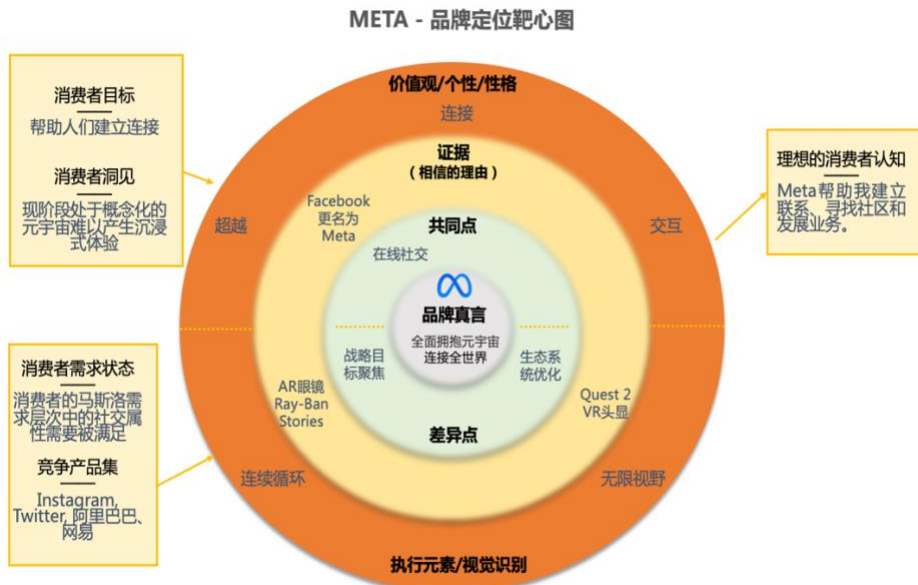 META - 品牌定位靶心图
消费者目标
帮助人们建立连接
消费者洞见
现阶段处于概念化的
元宇宙难以产生沉浸
式体验
消费者需求状态
消费者的马斯洛需
求层次中的社交属
性需要被满足
竞争产品集
Instagram,
Twitter, 阿里巴巴、
网易
价值观/个性/性格
连接
超越
交互
证据
（相信的理由）
Facebook
更名为
Meta
共同点
在线社交
品牌真言
全面拥抱元宇宙
连接全世界
战略目
标聚焦
生态系
统优化
差异点
AR眼镜
Ray-Ban
Stories
Quest 2
VR头显
连续循环
无限视野
执行元素/视觉识别
理想的消费者认知
Meta帮助我建立
联系、寻找社区和
发展业务。